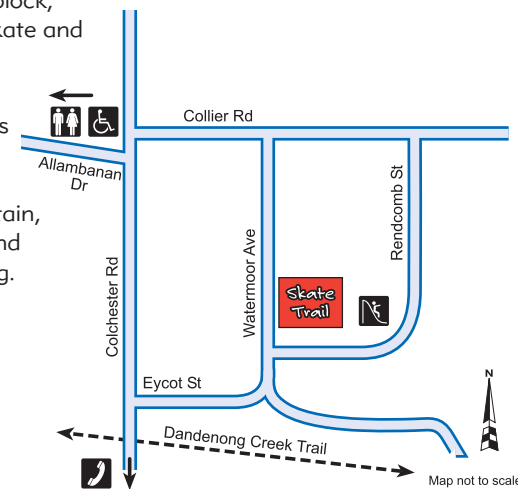 block,
kate and
s
rain,
nd
g.
Collier Rd
Allambanan
Dr
Rendcomb St
Watermoor Ave
Colchester Rd
Skate
Trail
Eycot St
Dandenong Creek Trail
N
Map not to scale